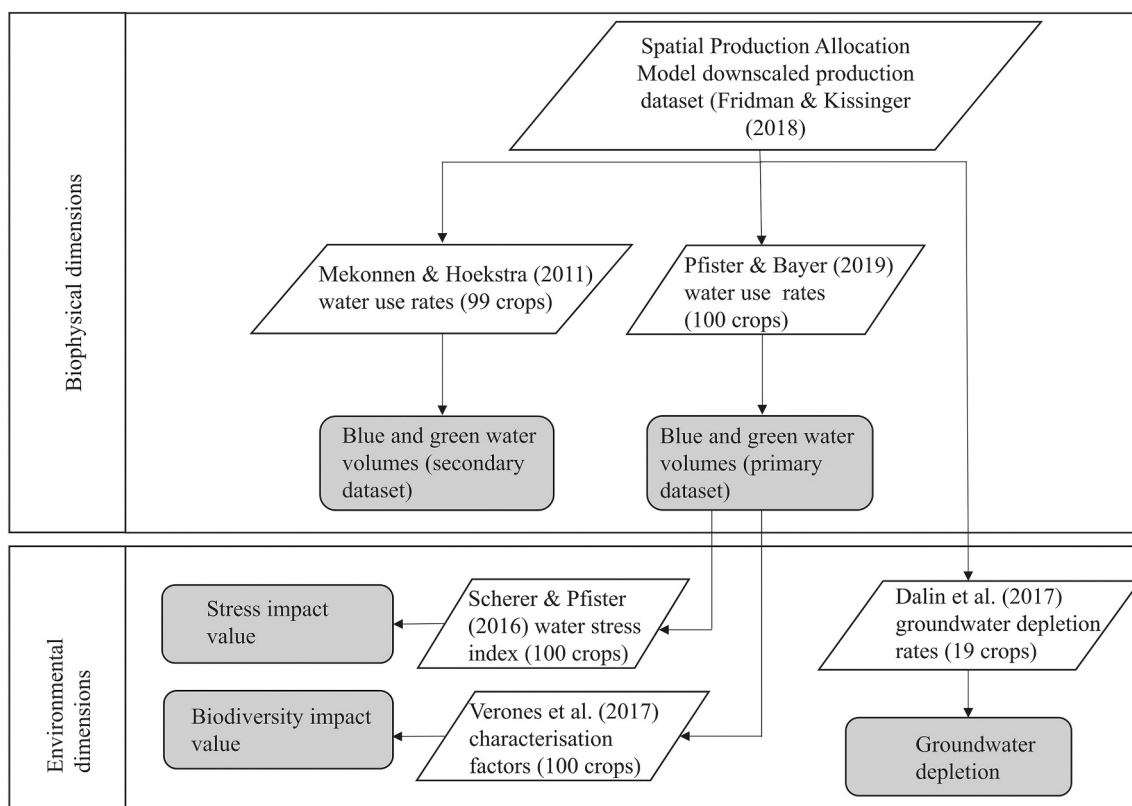 Biophysical dimensions
Spatial Production Allocation
Model downscaled production
dataset (Fridman & Kissinger
(2018)
Mekonnen & Hoekstra (2011)
water use rates (99 crops)
Pfister & Bayer (2019)
water use rates
(100 crops)
Blue and green water
volumes (secondary
dataset)
Blue and green water
volumes (primary
dataset)
Environmental
dimensions
Stress impact
value
Scherer & Pfister
(2016) water stress
index (100 crops)
Dalin et al. (2017)
groundwater depletion
rates (19 crops)
Biodiversity impact
value
Verones et al. (2017)
characterisation
factors (100 crops)
Groundwater
depletion